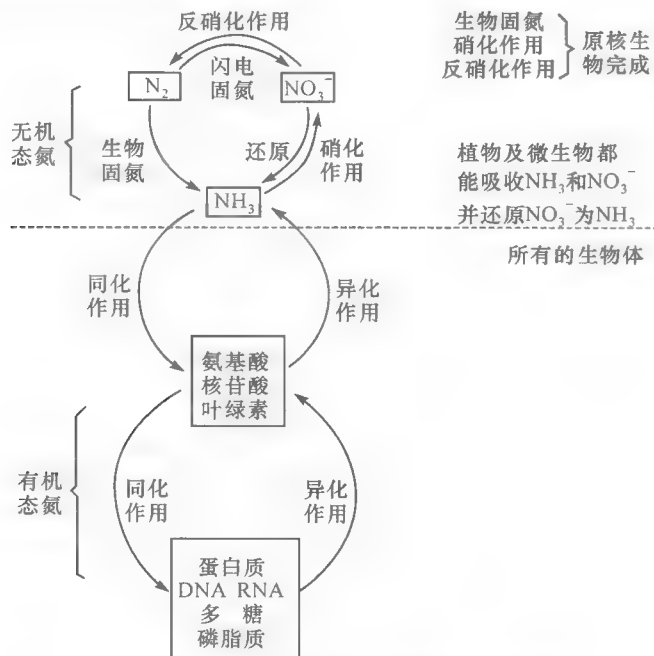 反硝化作用
N₂
闪电
固氮
NO₃⁻
生物固氮
硝化作用
反硝化作用
原核生
物完成
无机
态氮
生物
固氮
还原
硝化
作用
NH₃
植物及微生物都
能吸收NH₃和NO₃⁻
并还原NO₃⁻为NH₃
所有的生物体
同化
作用
异化
作用
氨基酸
核苷酸
叶绿素
有机
态氮
同化
作用
异化
作用
蛋白质
DNA RNA
多 糖
磷脂质